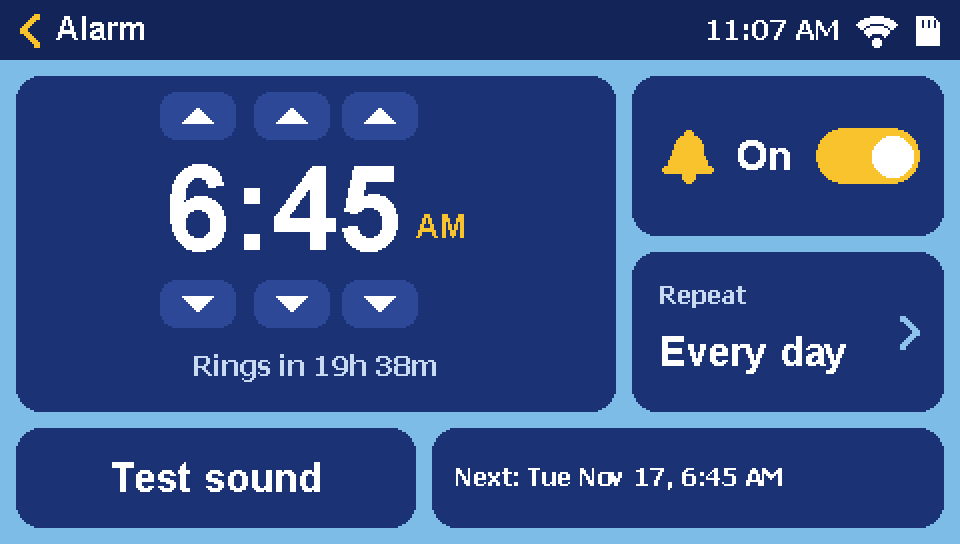 Alarm
11:07 AM
6:45 AM
Rings in 19h 38m
On
Repeat
Every day
Test sound
Next: Tue Nov 17, 6:45 AM